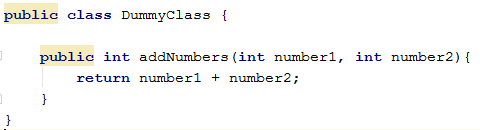 public class DummyClass {
public int addNumbers(int number1, int number2){
return number1 + number2;
}
}